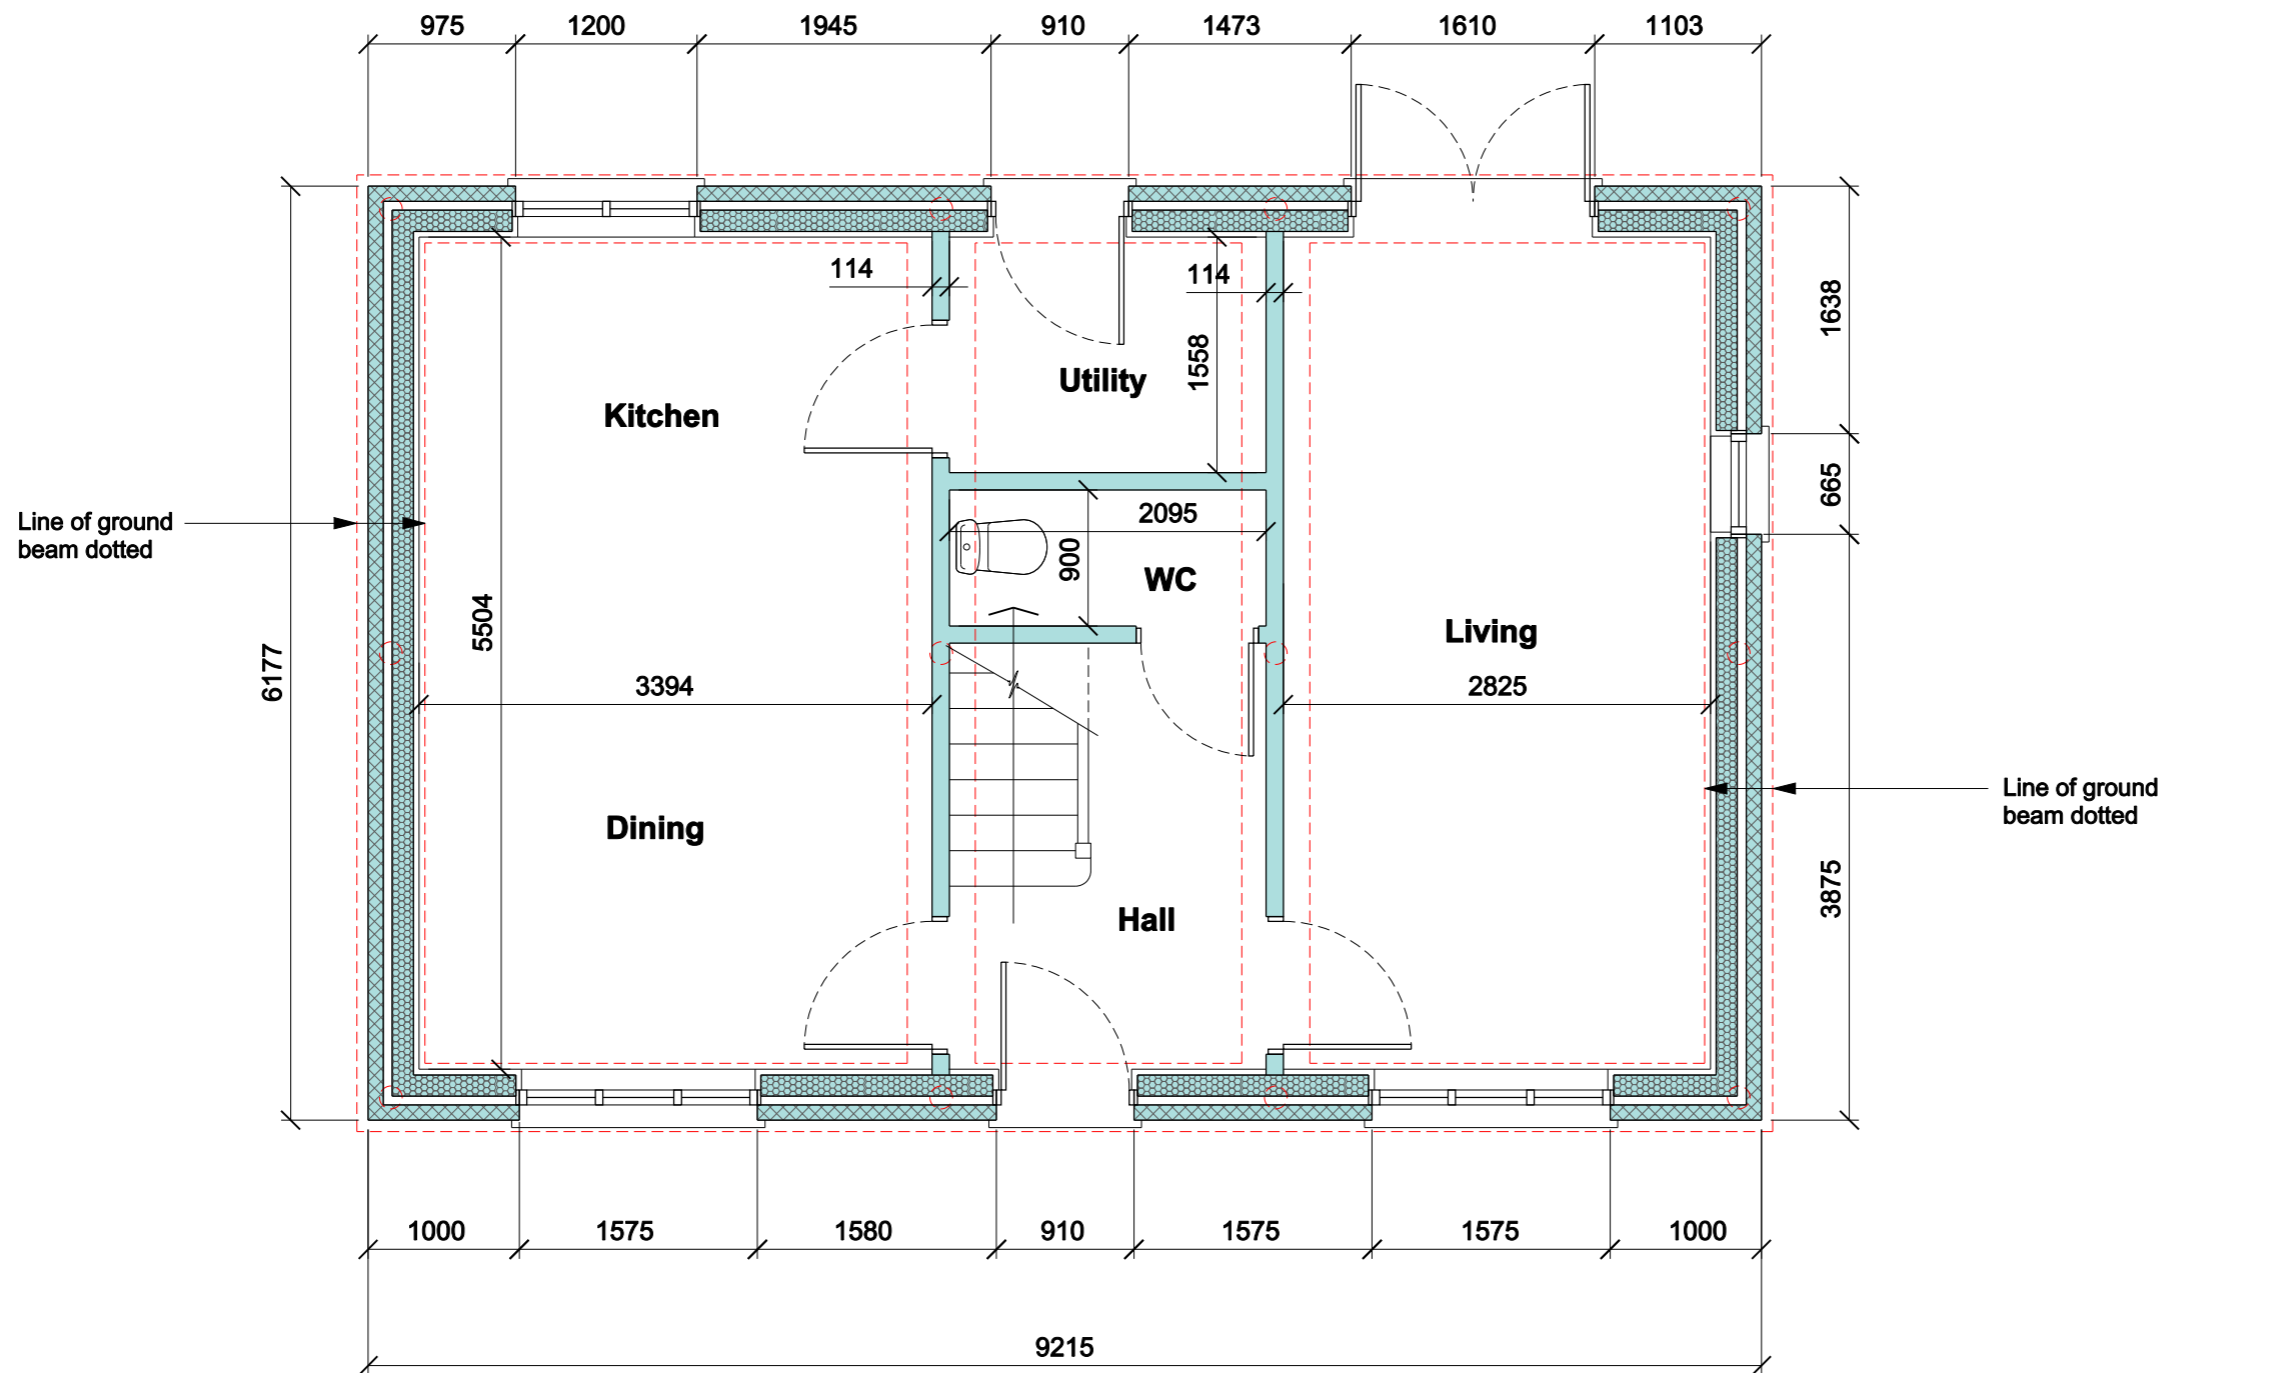 975 1200 1945 910 1473 1610 1103
114 114
1638
1558
Utility
Kitchen
665
Line of ground
beam dotted
2095
900
WC
5504
Living
6177
3394 2825
Line of ground
beam dotted
Dining
3875
Hall
1000 1575 1580 910 1575 1575 1000
9215